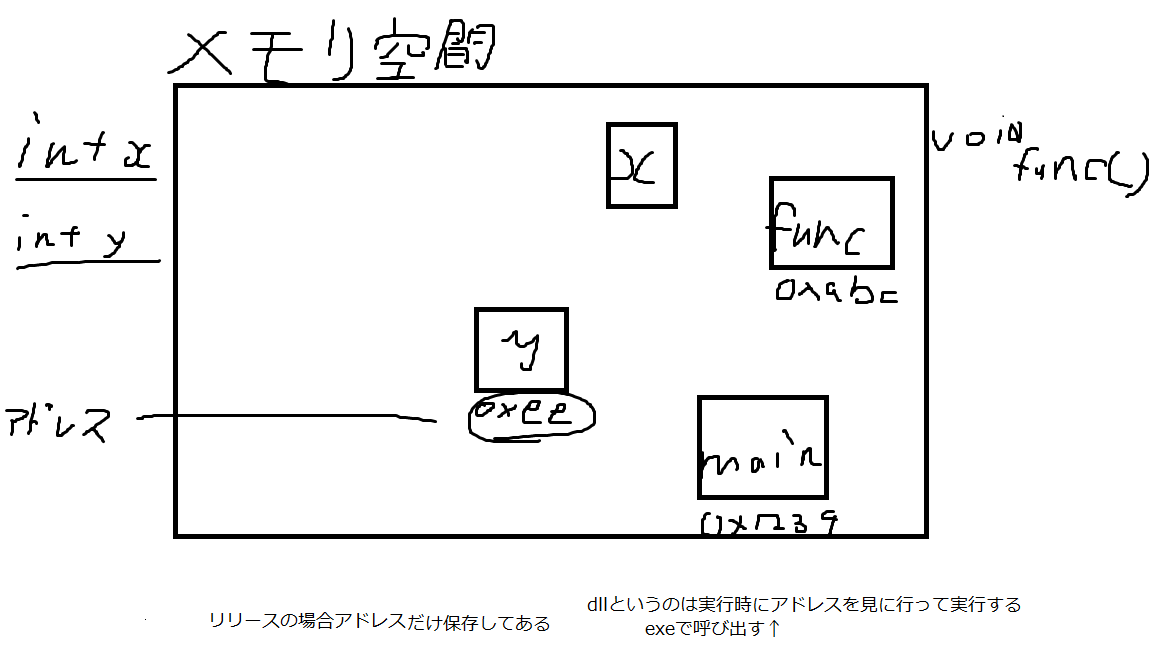 メモリ空間
int x
x
void
func()
func
int y
0xabc
y
アドレス
0xee
main
dllというのは実行時にアドレスを見に行って実行する
リリースの場合アドレスだけ保存してある
exeで呼び出す↑